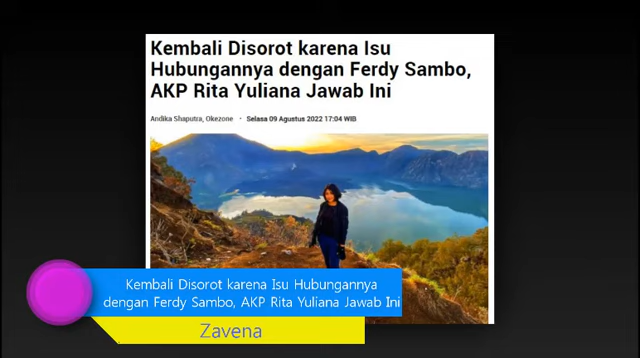 Kembali Disorot karena Isu
Hubungannya dengan Ferdy Sambo,
AKP Rita Yuliana Jawab Ini
Andika Shaputra, Okezone • Selasa 09 Agustus 2022 17:04 WIB
Kembali Disorot karena Isu Hubungannya
dengan Ferdy Sambo, AKP Rita Yuliana Jawab Ini
Zavena